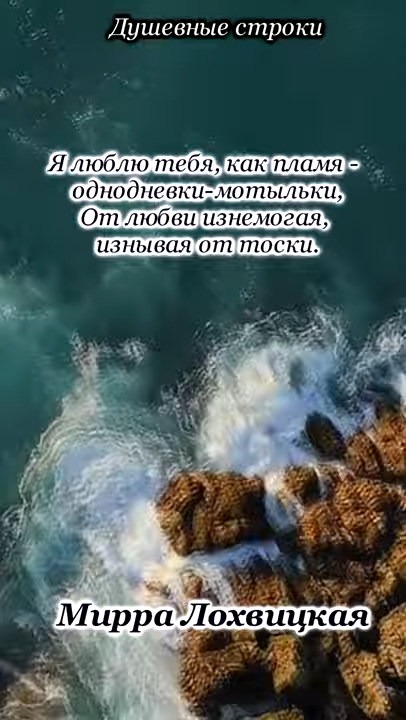 Душевные строки
Я люблю тебя, как пламя -
однодневки-мотыльки,
От любви изнемогая,
изнывая от тоски.
Мирра Лохвицкая